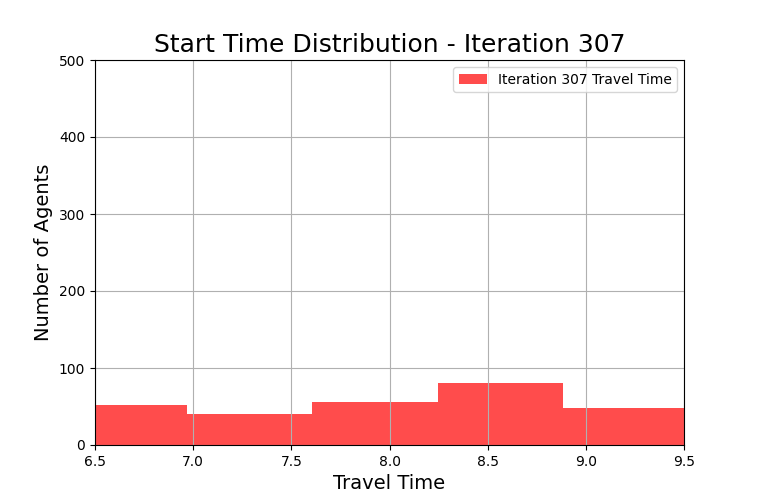 Start Time Distribution - Iteration 307
Iteration 307 Travel Time
Number of Agents
500
400
300
200
100
0
6.5 7.0 7.5 8.0 8.5 9.0 9.5
Travel Time